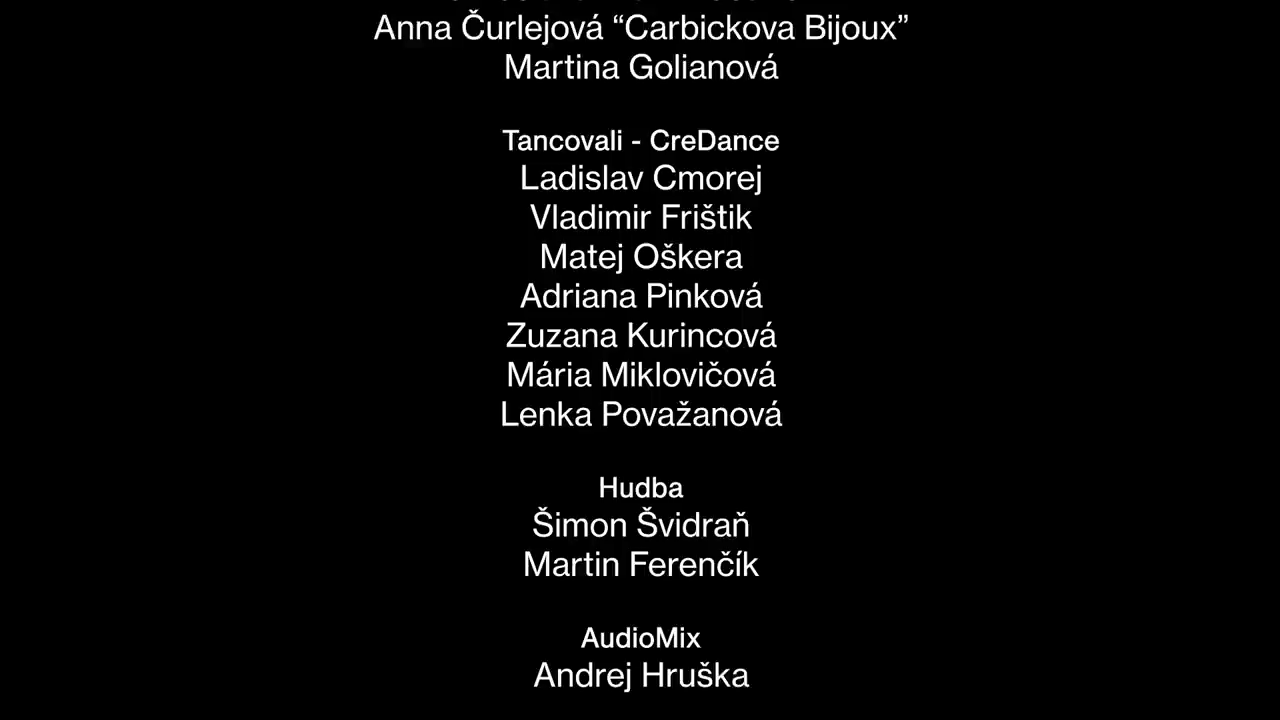 Anna Čurlejová “Carbickova Bijoux”
Martina Golianová
Tancovali - CreDance
Ladislav Cmorej
Vladimir Frištik
Matej Oškera
Adriana Pinková
Zuzana Kurincová
Mária Miklovičová
Lenka Považanová
Hudba
Šimon Švidraň
Martin Ferenčík
AudioMix
Andrej Hruška